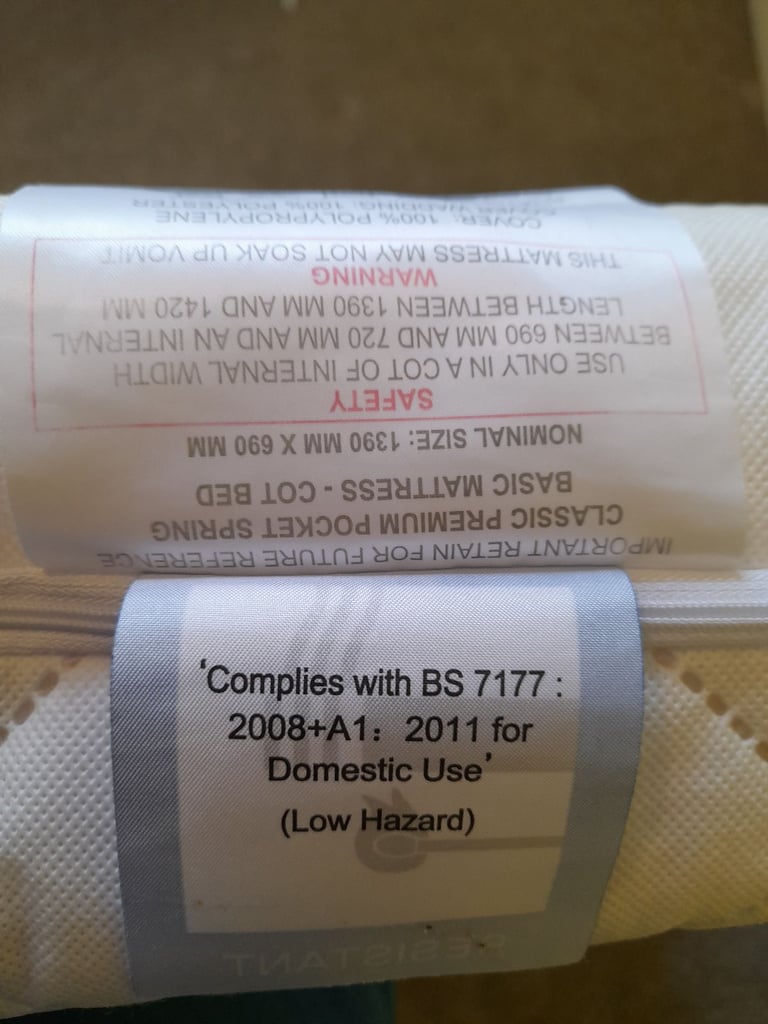 IMPORTANT RETAIN FOR FUTURE REFERENCE
CLASSIC PREMIUM POCKET SPRING
BASIC MATTRESS - COT BED
NOMINAL SIZE: 1390 MM X 690 MM
SAFETY
USE ONLY IN A COT OF INTERNAL WIDTH
BETWEEN 690 MM AND 720 MM AND AN INTERNAL
LENGTH BETWEEN 1390 MM AND 1420 MM
WARNING
THIS MATTRESS MAY NOT SOAK UP VOMIT
COVER: 100% POLYPROPYLENE
WADDING: 100% POLYESTER
'Complies with BS 7177 :
2008+A1: 2011 for
Domestic Use'
(Low Hazard)
RESISTANT